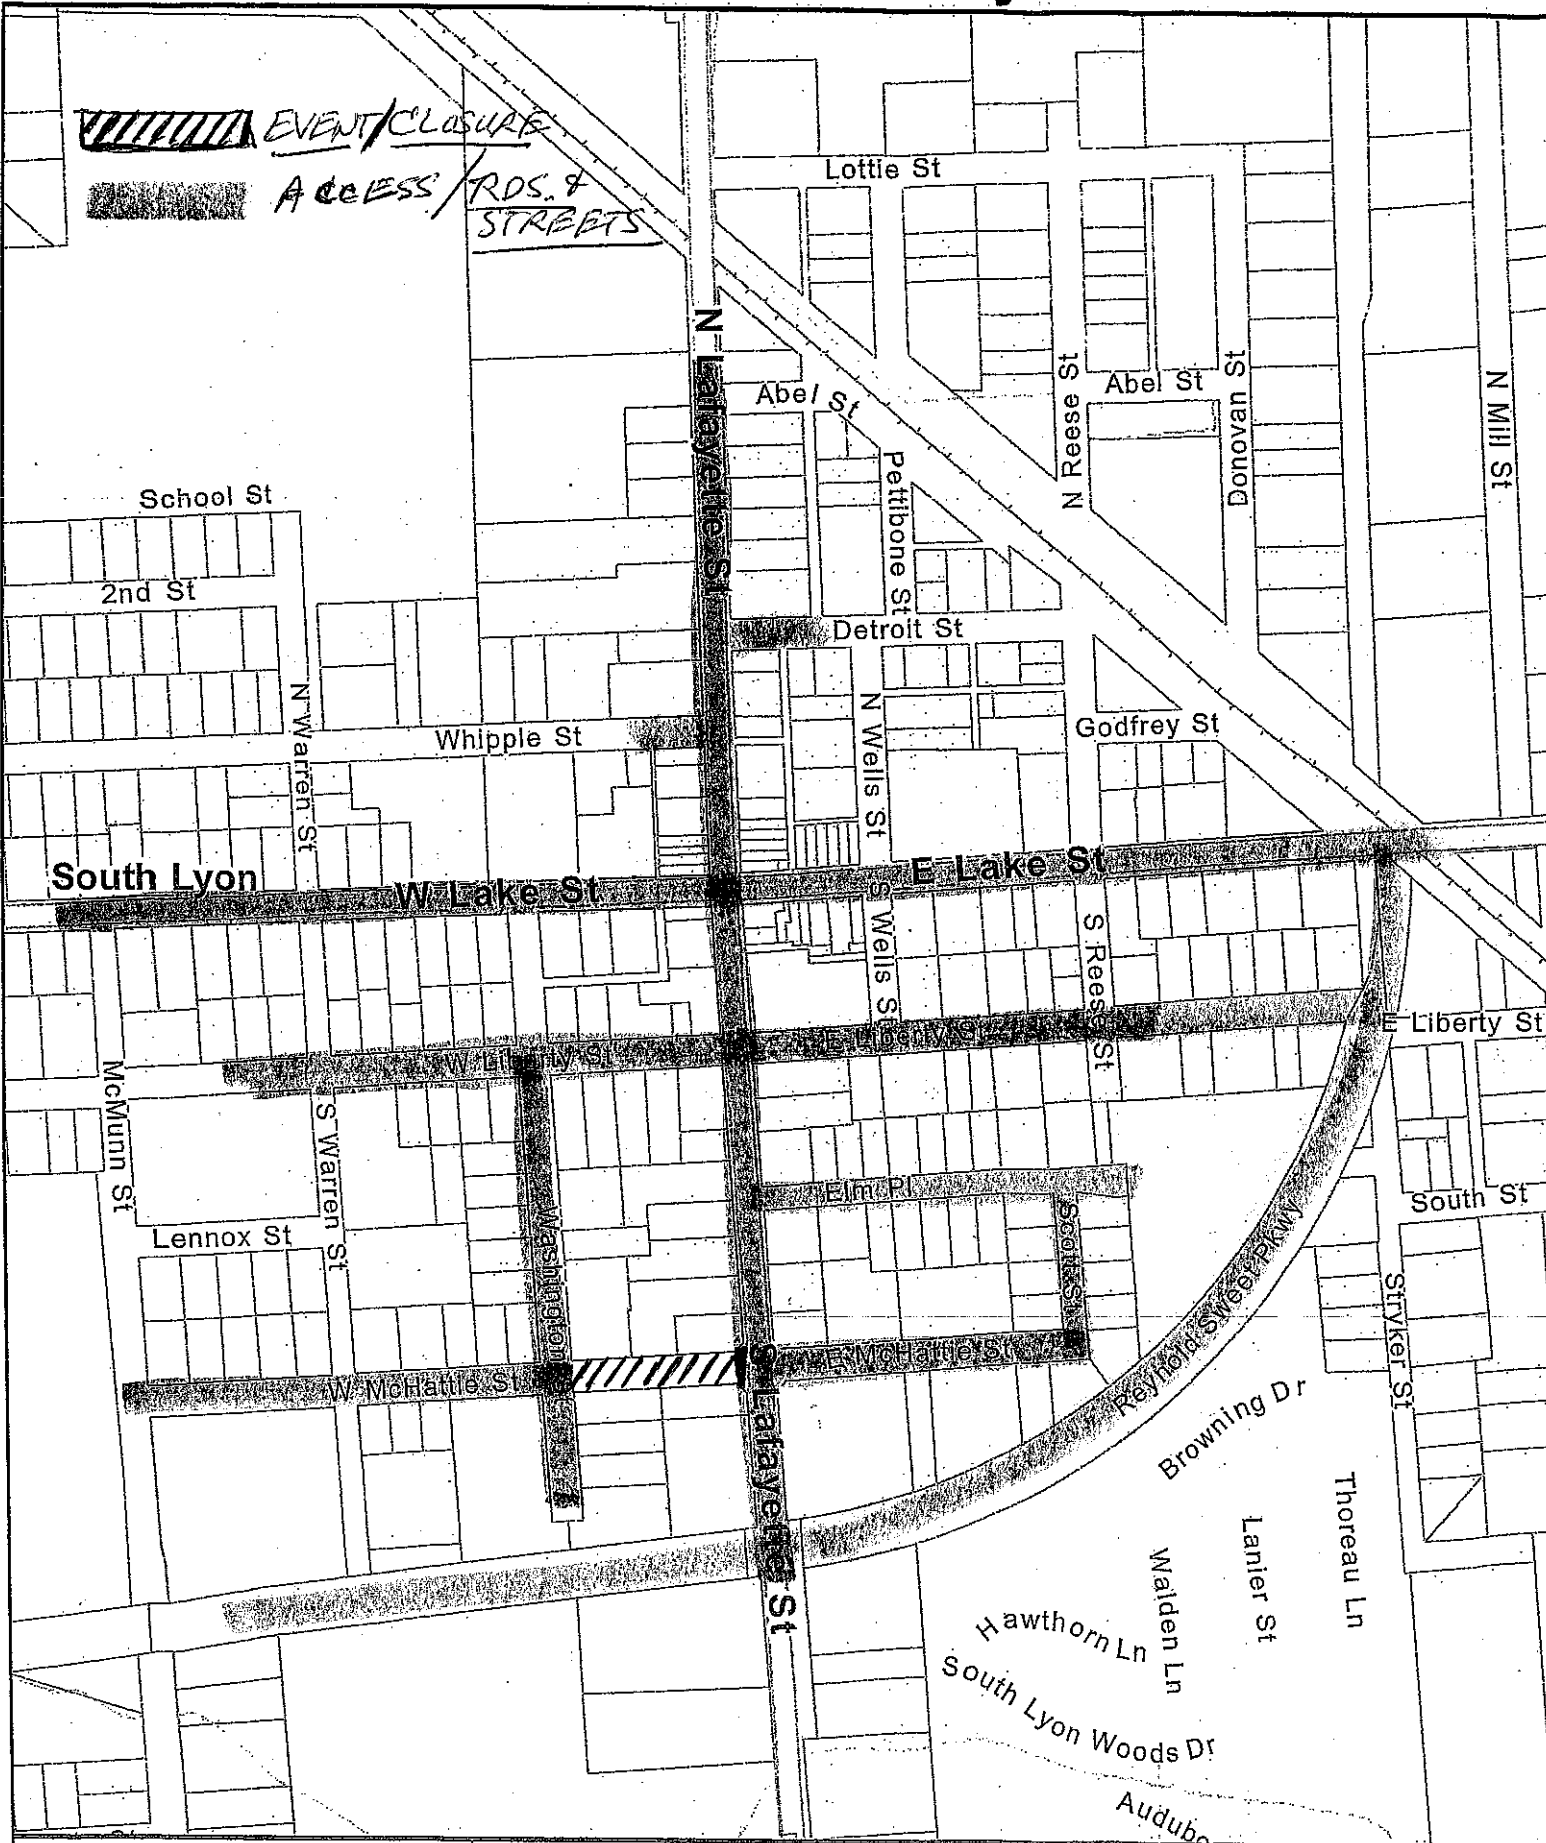 EVENT/CLOSURE
ACCESS/RDS. &
STREETS
Lottie St
N Lafayette St
Abel St
Abel St
N Reese St
Donovan St
N Mill St
Pettibone St
School St
2nd St
Detroit St
N Warren St
Whipple St
N Wells St
Godfrey St
South Lyon
W Lake St
E Lake St
S Wells St
S Reese St
W Liberty St
E Liberty St
E Liberty St
McMunn St
S Warren St
Elm Pl
Scott St
South St
Lennox St
Washington
Reynold Sweet Pkwy
Stryker St
W McHattie St
E McHattie St
S Lafayette St
Browning Dr
Thoreau Ln
Lanier St
Walden Ln
Hawthorn Ln
South Lyon Woods Dr
Audubo